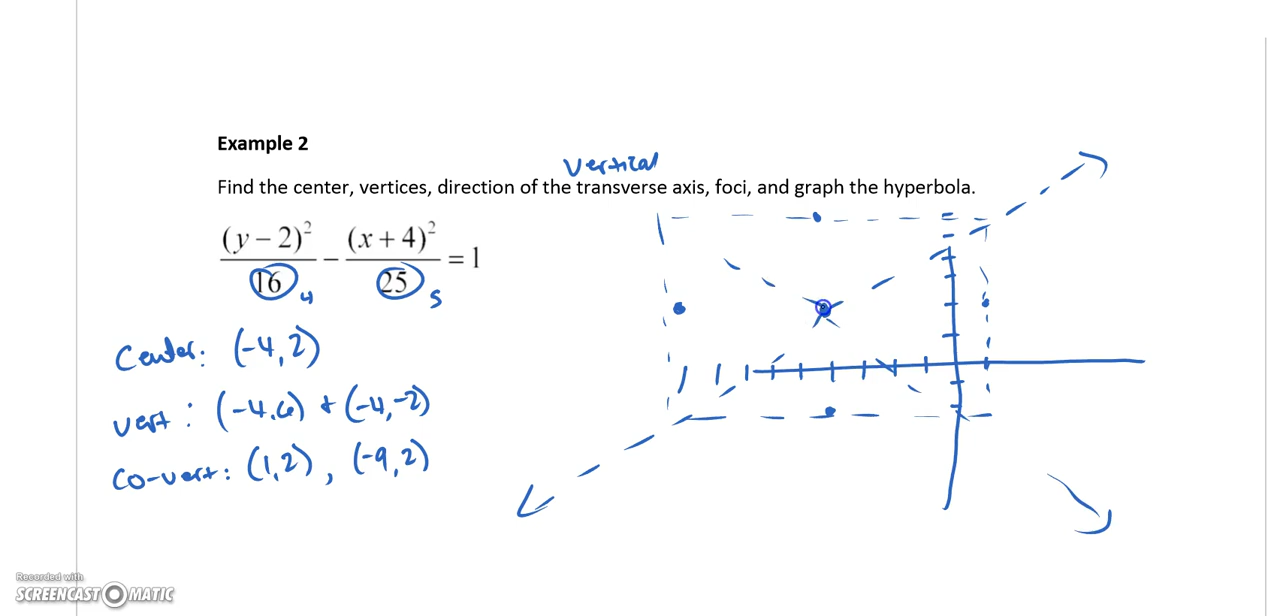 Example 2
Vertical
Find the center, vertices, direction of the transverse axis, foci, and graph the hyperbola.
(y − 2)² / 16 − (x + 4)² / 25 = 1
4 5
Center: (-4, 2)
Vert: (-4, 6) + (-4, -2)
Co-vert: (1, 2), (-9, 2)
Recorded with
SCREENCAST-O-MATIC